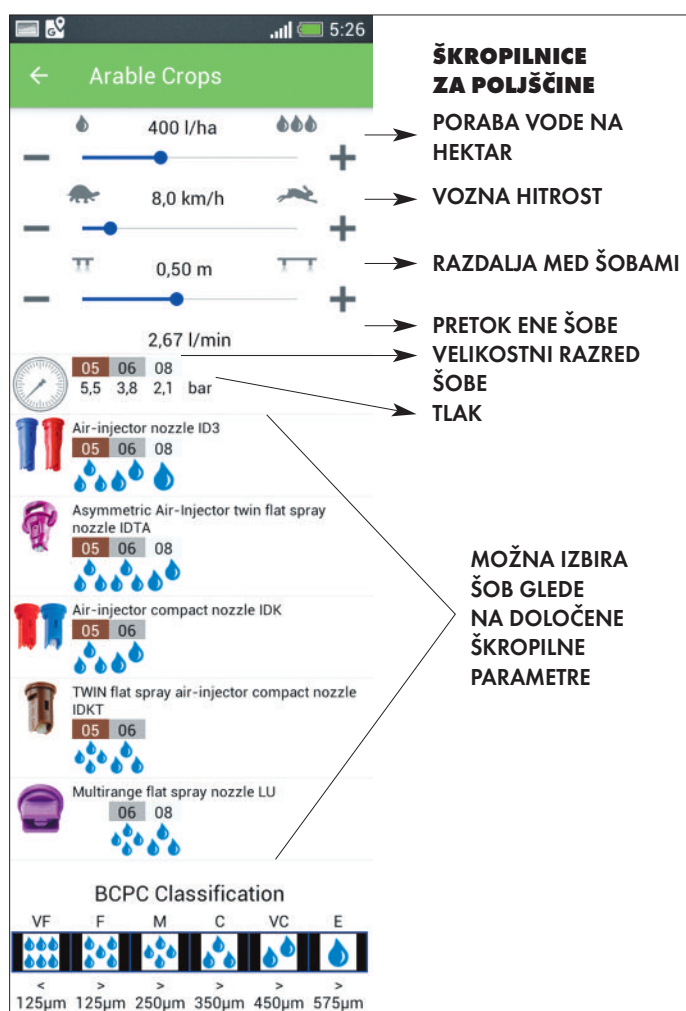 5:26
Arable Crops
400 l/ha
8,0 km/h
0,50 m
2,67 l/min
05 06 08
5,5 3,8 2,1 bar
Air-injector nozzle ID3
05 06 08
Asymmetric Air-Injector twin flat spray
nozzle IDTA
05 06 08
Air-injector compact nozzle IDK
05 06
TWIN flat spray air-injector compact nozzle
IDKT
05 06
Multirange flat spray nozzle LU
06 08
BCPC Classification
VF F M C VC E
< > > > > >
125µm 125µm 250µm 350µm 450µm 575µm
ŠKROPILNICE
ZA POLJŠČINE
PORABA VODE NA
HEKTAR
VOZNA HITROST
RAZDALJA MED ŠOBAMI
PRETOK ENE ŠOBE
VELIKOSTNI RAZRED
ŠOBE
TLAK
MOŽNA IZBIRA
ŠOB GLEDE
NA DOLOČENE
ŠKROPILNE
PARAMETRE